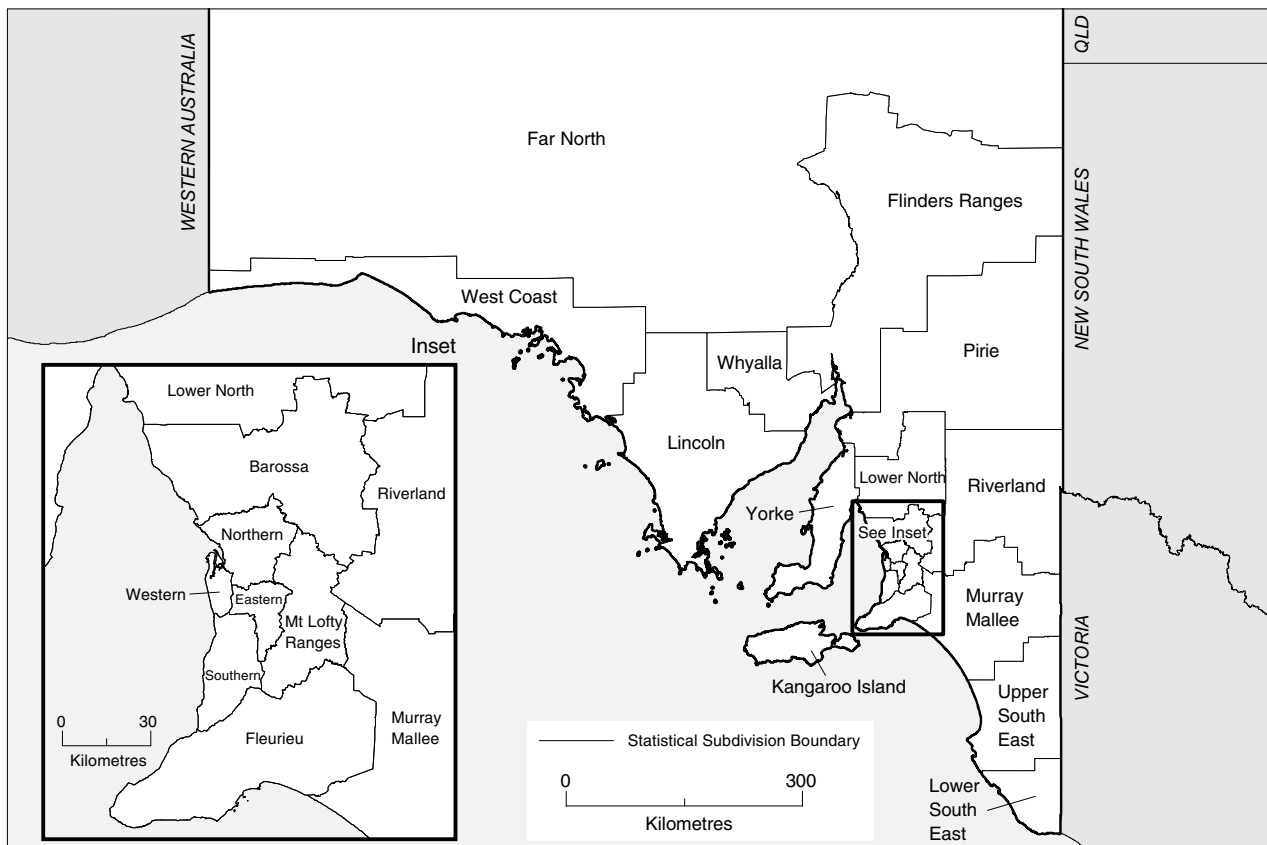 QLD
WESTERN AUSTRALIA
NEW SOUTH WALES
VICTORIA
Far North
Flinders Ranges
West Coast
Pirie
Whyalla
Lincoln
Lower North
Riverland
Yorke
See Inset
Murray
Mallee
Kangaroo Island
Upper
South
East
Lower
South
East
Inset
Lower North
Barossa
Riverland
Northern
Western
Eastern
Mt Lofty
Ranges
Southern
Fleurieu
Murray
Mallee
0 30
Kilometres
Statistical Subdivision Boundary
0 300
Kilometres